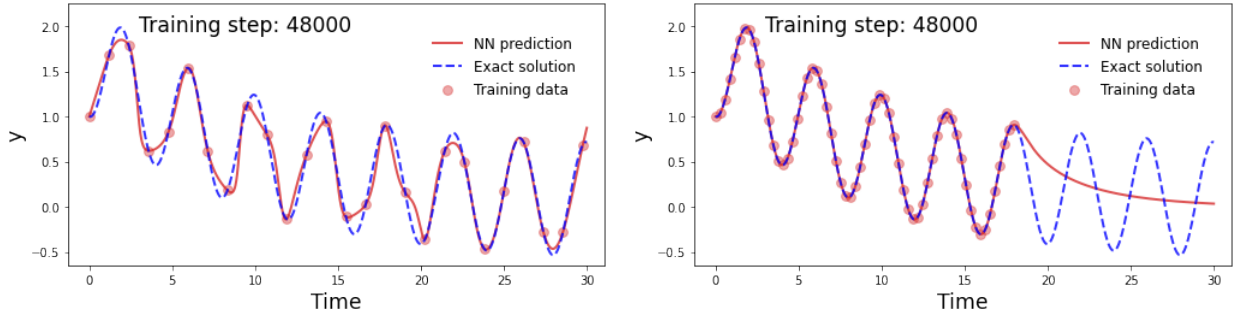 Training step: 48000
NN prediction
Exact solution
Training data
y
2.0
1.5
1.0
0.5
0.0
−0.5
0 5 10 15 20 25 30
Time
Training step: 48000
NN prediction
Exact solution
Training data
y
2.0
1.5
1.0
0.5
0.0
−0.5
0 5 10 15 20 25 30
Time